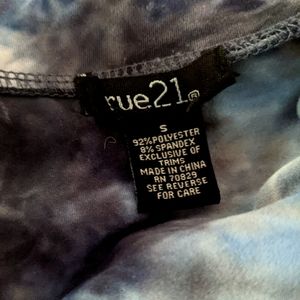 rue21®
S
92%POLYESTER
8% SPANDEX
EXCLUSIVE OF
TRIMS
MADE IN CHINA
RN 70829
SEE REVERSE
FOR CARE